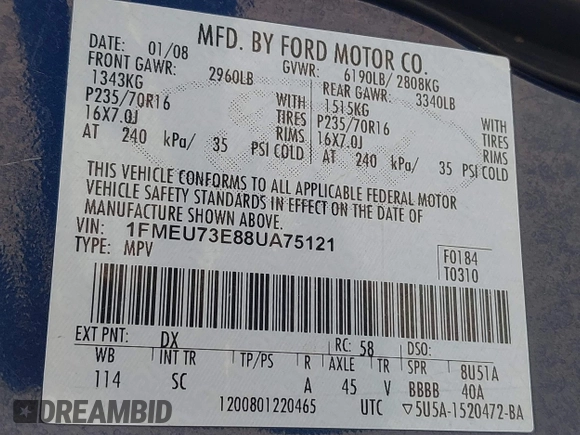 MFD. BY FORD MOTOR CO.
DATE: 01/08 GVWR: 6190LB/ 2808KG
FRONT GAWR: 2960LB REAR GAWR: 3340LB
1343KG WITH 1515KG WITH
P235/70R16 TIRES P235/70R16 TIRES
16X7.0J RIMS 16X7.0J RIMS
AT 240 kPa/ 35 PSI COLD AT 240 kPa/ 35 PSI COLD
THIS VEHICLE CONFORMS TO ALL APPLICABLE FEDERAL MOTOR
VEHICLE SAFETY STANDARDS IN EFFECT ON THE DATE OF
MANUFACTURE SHOWN ABOVE.
VIN: 1FMEU73E88UA75121
TYPE: MPV
F0184
T0310
EXT PNT: DX RC: 58 DSO:
WB INT TR TP/PS R AXLE TR SPR 8U51A
114 SC A 45 V BBBB 40A
1200801220465 UTC ▽5U5A-1520472-BA
DREAMBID